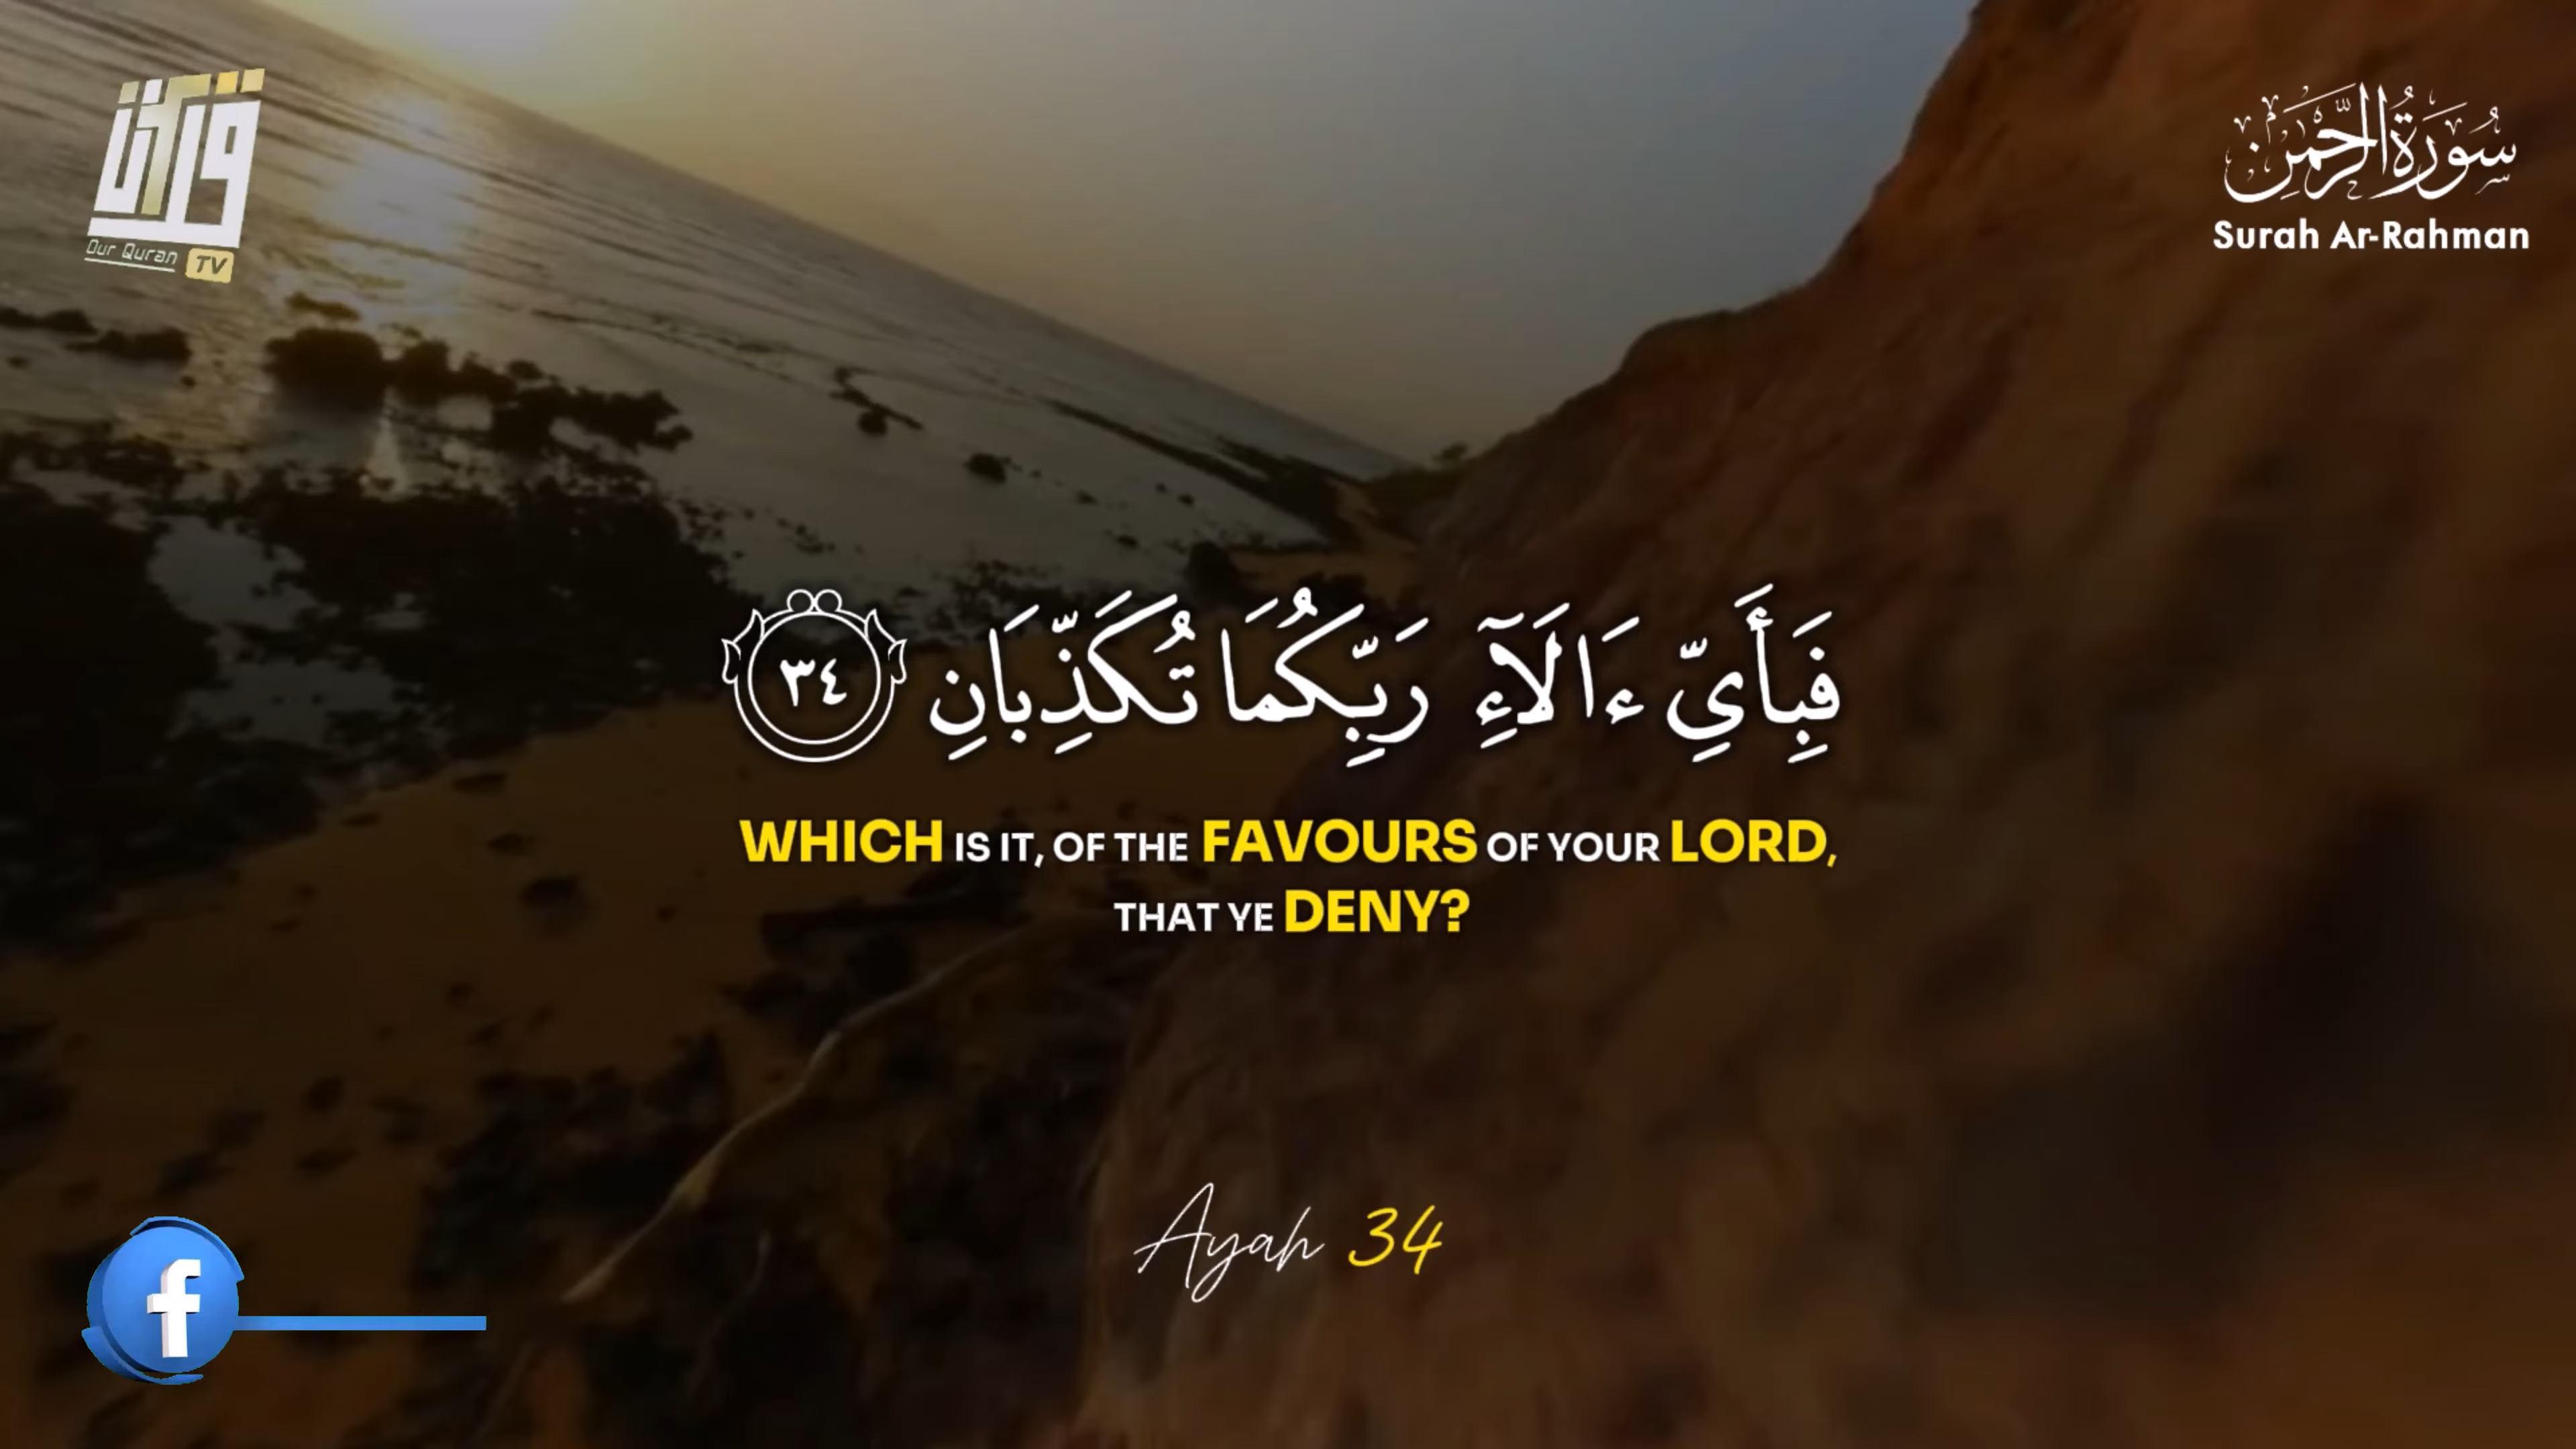 قرآننا
Our Quran TV
سُورَةُ الرَّحْمَٰن
Surah Ar-Rahman
فَبِأَيِّ ءَالَآءِ رَبِّكُمَا تُكَذِّبَانِ ٣٤
WHICH IS IT, OF THE FAVOURS OF YOUR LORD,
THAT YE DENY?
Ayah 34
f